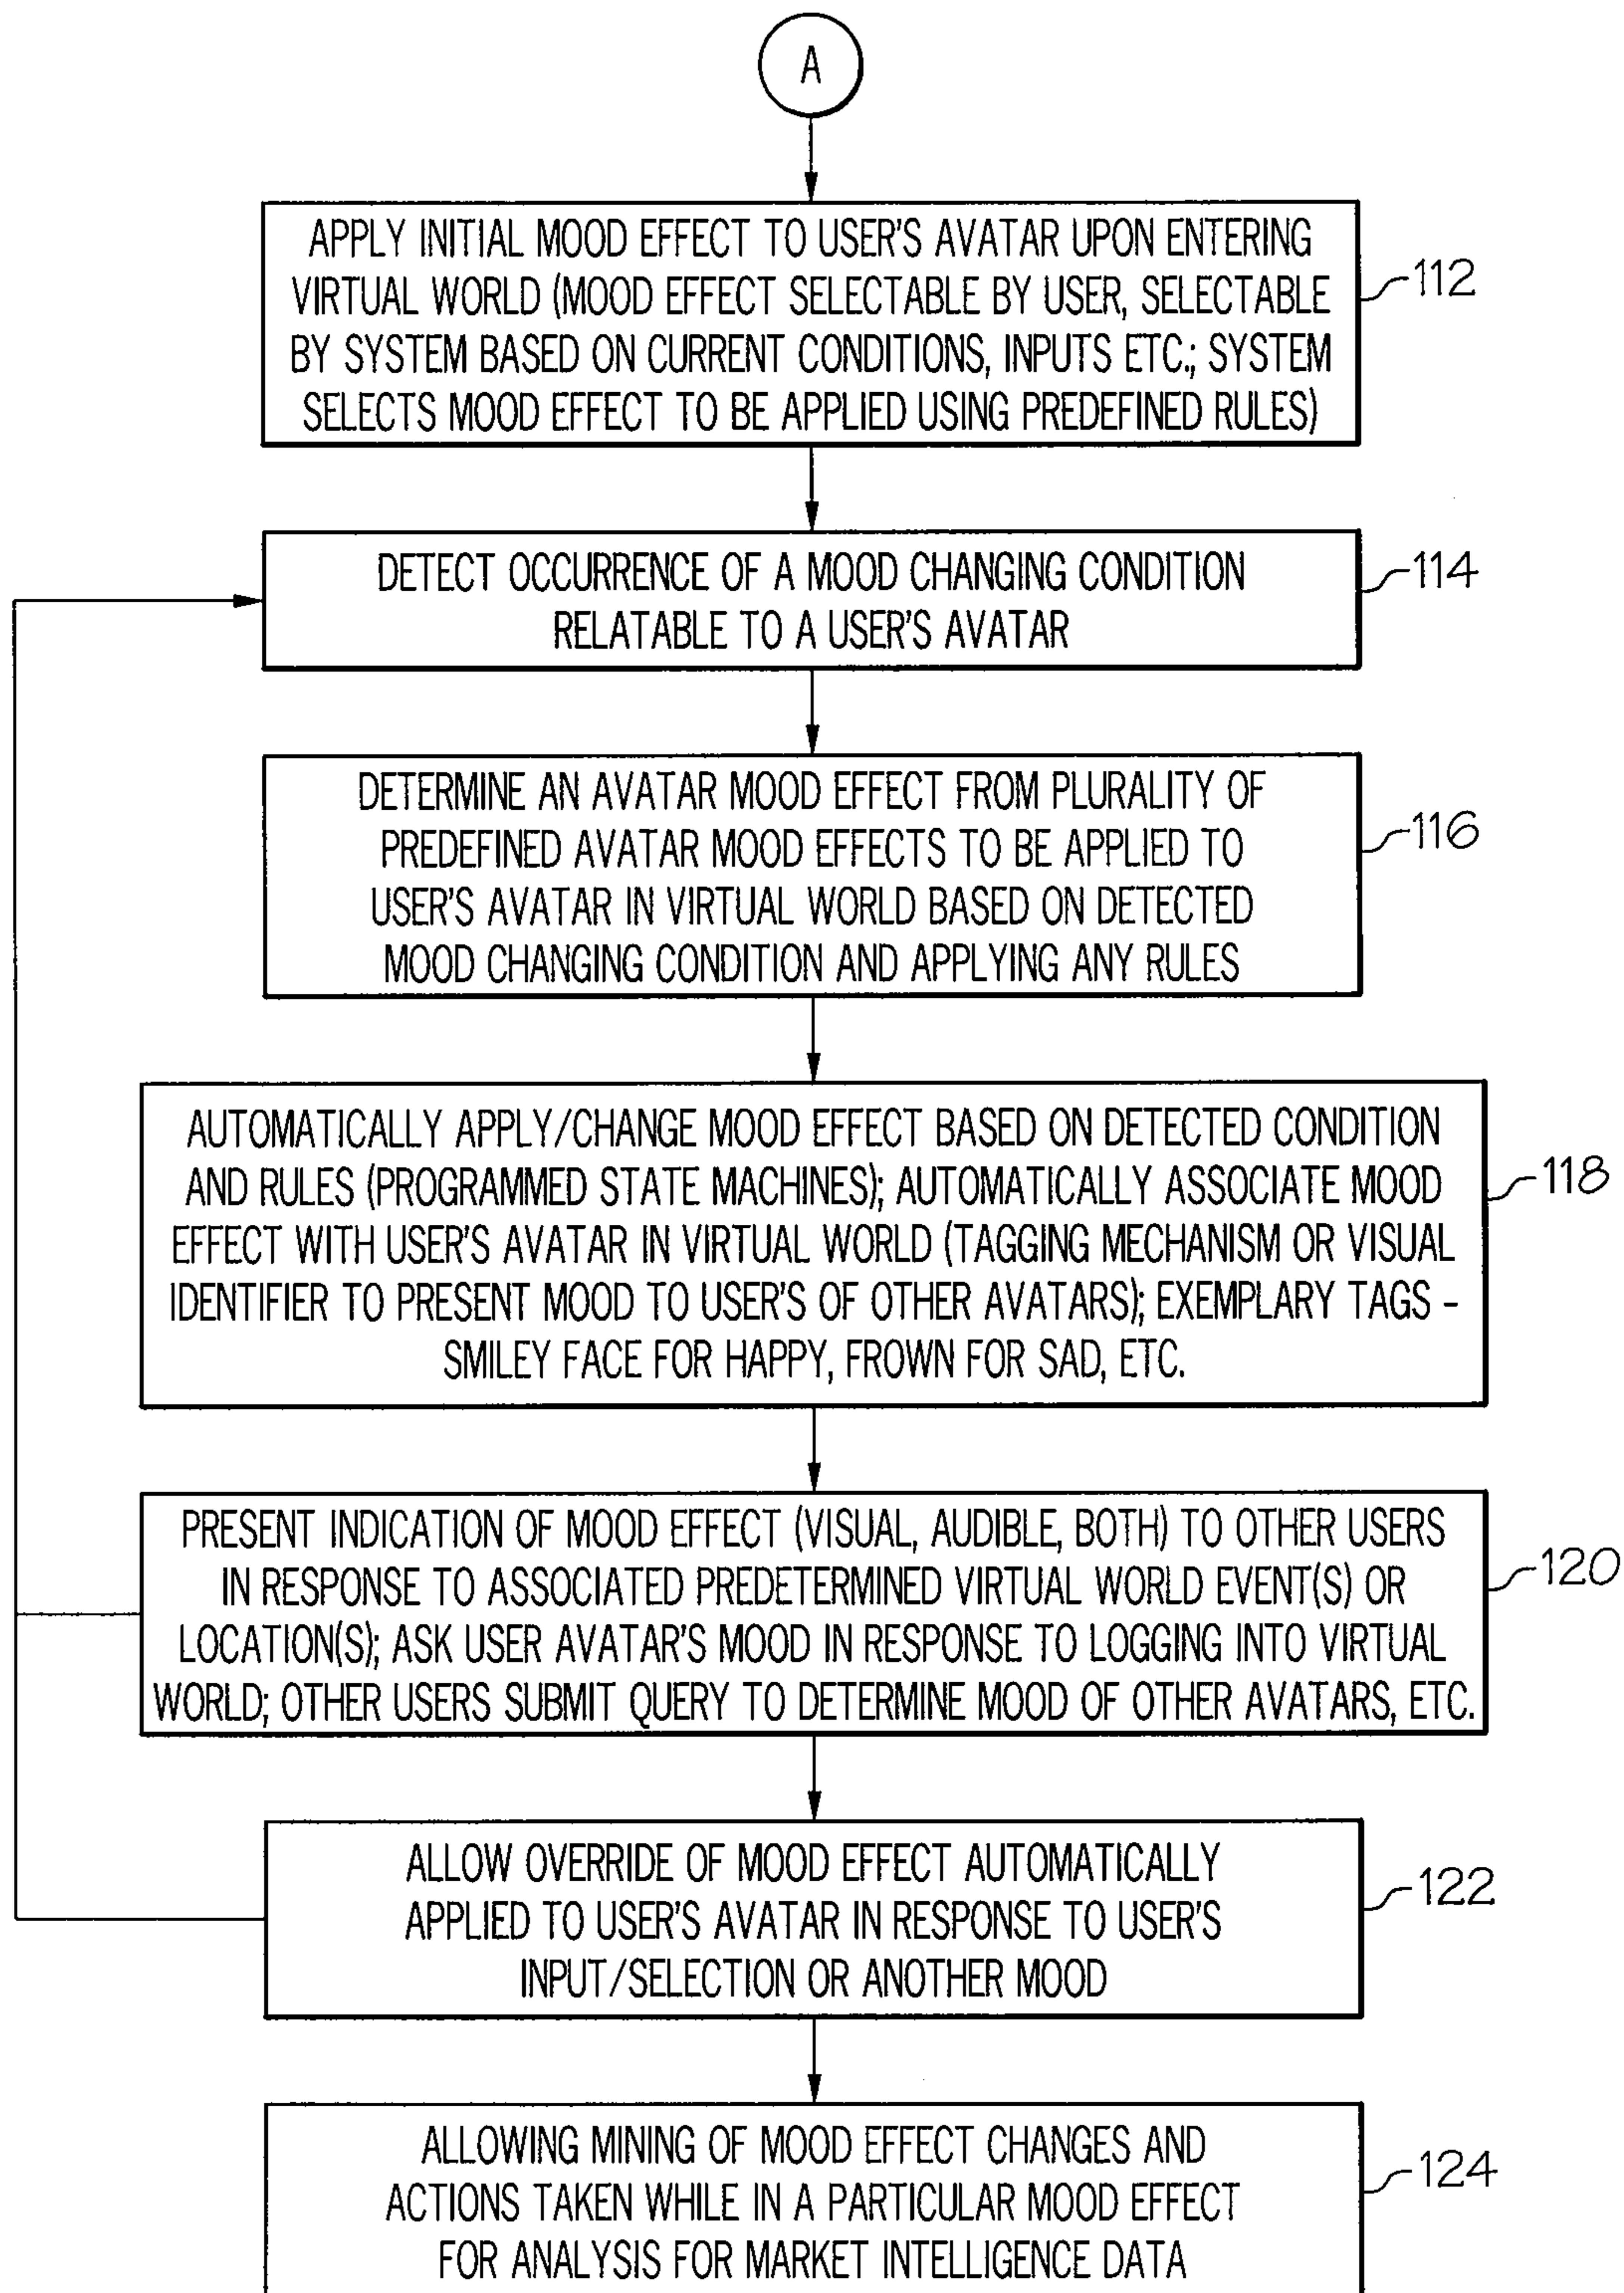 A
APPLY INITIAL MOOD EFFECT TO USER'S AVATAR UPON ENTERING
VIRTUAL WORLD (MOOD EFFECT SELECTABLE BY USER, SELECTABLE
BY SYSTEM BASED ON CURRENT CONDITIONS, INPUTS ETC.; SYSTEM
SELECTS MOOD EFFECT TO BE APPLIED USING PREDEFINED RULES)
112
DETECT OCCURRENCE OF A MOOD CHANGING CONDITION
RELATABLE TO A USER'S AVATAR
114
DETERMINE AN AVATAR MOOD EFFECT FROM PLURALITY OF
PREDEFINED AVATAR MOOD EFFECTS TO BE APPLIED TO
USER'S AVATAR IN VIRTUAL WORLD BASED ON DETECTED
MOOD CHANGING CONDITION AND APPLYING ANY RULES
116
AUTOMATICALLY APPLY/CHANGE MOOD EFFECT BASED ON DETECTED CONDITION
AND RULES (PROGRAMMED STATE MACHINES); AUTOMATICALLY ASSOCIATE MOOD
EFFECT WITH USER'S AVATAR IN VIRTUAL WORLD (TAGGING MECHANISM OR VISUAL
IDENTIFIER TO PRESENT MOOD TO USER'S OF OTHER AVATARS); EXEMPLARY TAGS -
SMILEY FACE FOR HAPPY, FROWN FOR SAD, ETC.
118
PRESENT INDICATION OF MOOD EFFECT (VISUAL, AUDIBLE, BOTH) TO OTHER USERS
IN RESPONSE TO ASSOCIATED PREDETERMINED VIRTUAL WORLD EVENT(S) OR
LOCATION(S); ASK USER AVATAR'S MOOD IN RESPONSE TO LOGGING INTO VIRTUAL
WORLD; OTHER USERS SUBMIT QUERY TO DETERMINE MOOD OF OTHER AVATARS, ETC.
120
ALLOW OVERRIDE OF MOOD EFFECT AUTOMATICALLY
APPLIED TO USER'S AVATAR IN RESPONSE TO USER'S
INPUT/SELECTION OR ANOTHER MOOD
122
ALLOWING MINING OF MOOD EFFECT CHANGES AND
ACTIONS TAKEN WHILE IN A PARTICULAR MOOD EFFECT
FOR ANALYSIS FOR MARKET INTELLIGENCE DATA
124